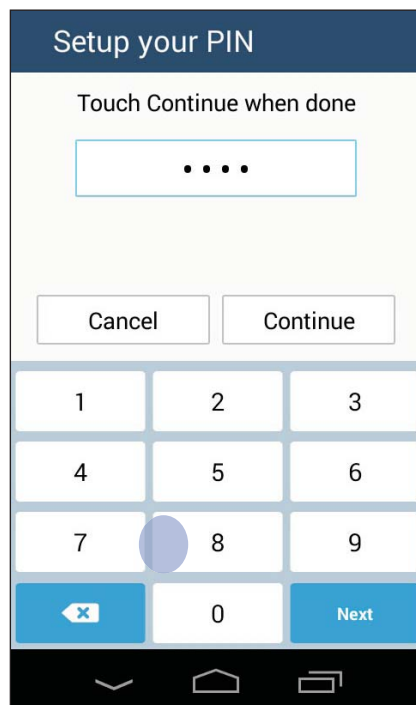 Setup your PIN
Touch Continue when done
••••
Cancel Continue
1 2 3
4 5 6
7 8 9
0 Next